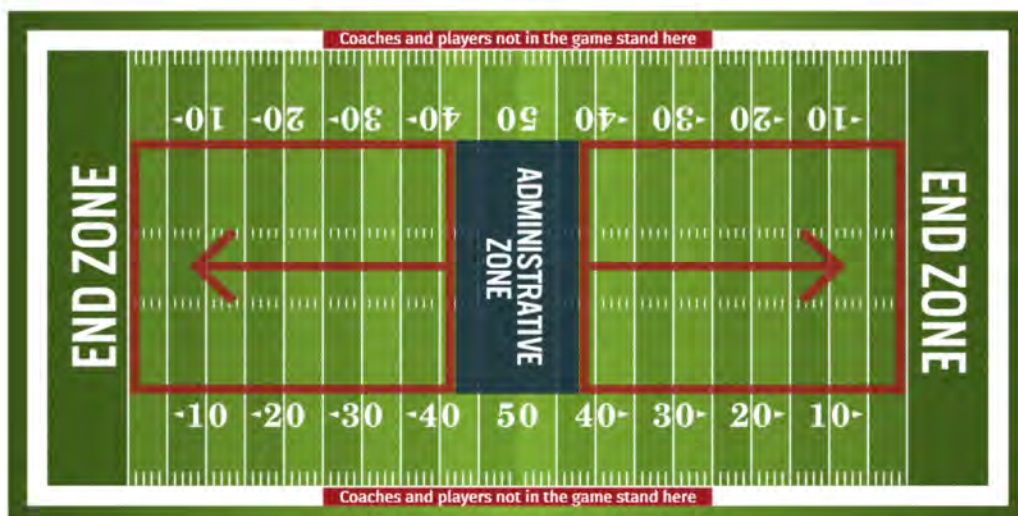 Coaches and players not in the game stand here
10 20 30 40 50 40 30 20 10
END ZONE
ADMINISTRATIVE
ZONE
END ZONE
10 20 30 40 50 40 30 20 10
Coaches and players not in the game stand here